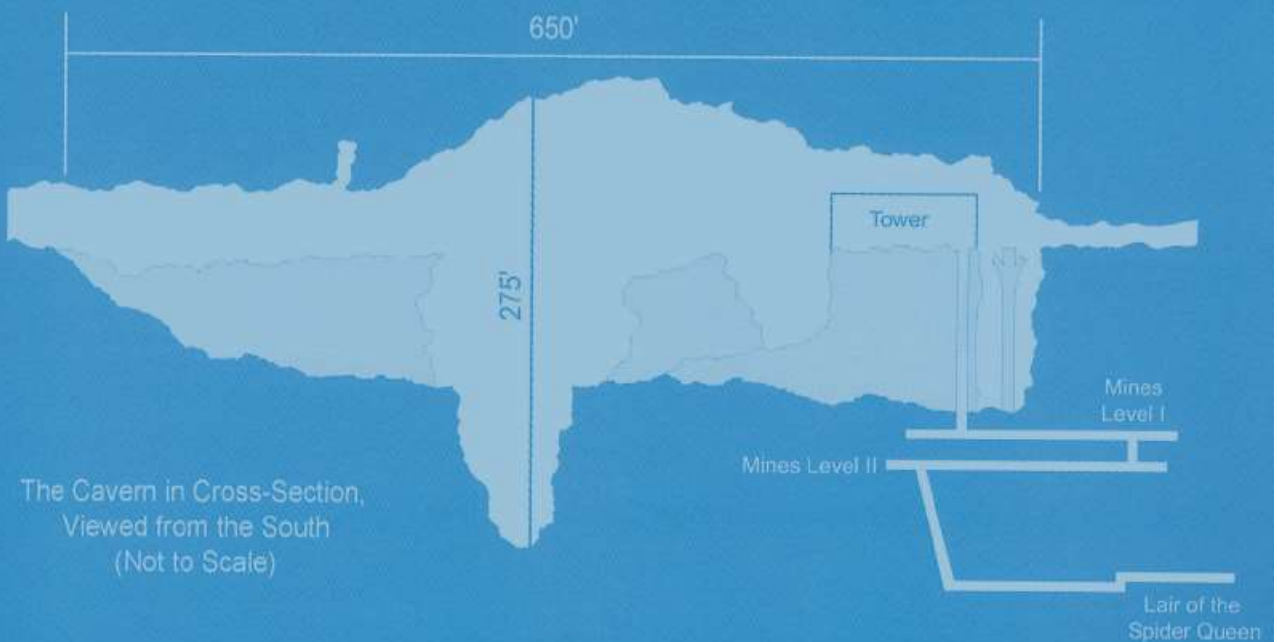 650'
275'
Tower
Mines
Level I
Mines Level II
The Cavern in Cross-Section,
Viewed from the South
(Not to Scale)
Lair of the
Spider Queen